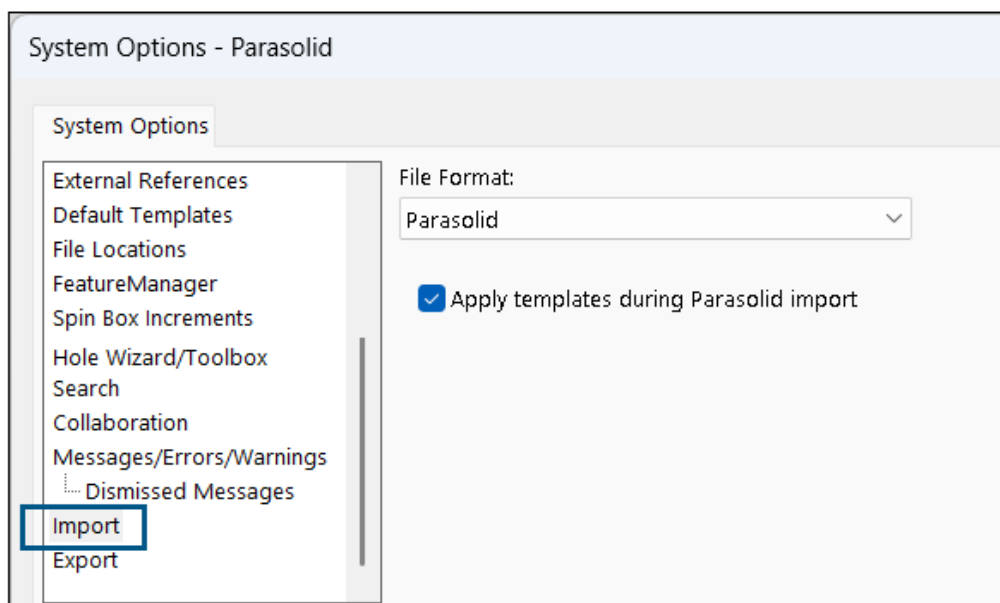 System Options - Parasolid
System Options
External References
Default Templates
File Locations
FeatureManager
Spin Box Increments
Hole Wizard/Toolbox
Search
Collaboration
Messages/Errors/Warnings
Dismissed Messages
Import
Export
File Format:
Parasolid
Apply templates during Parasolid import